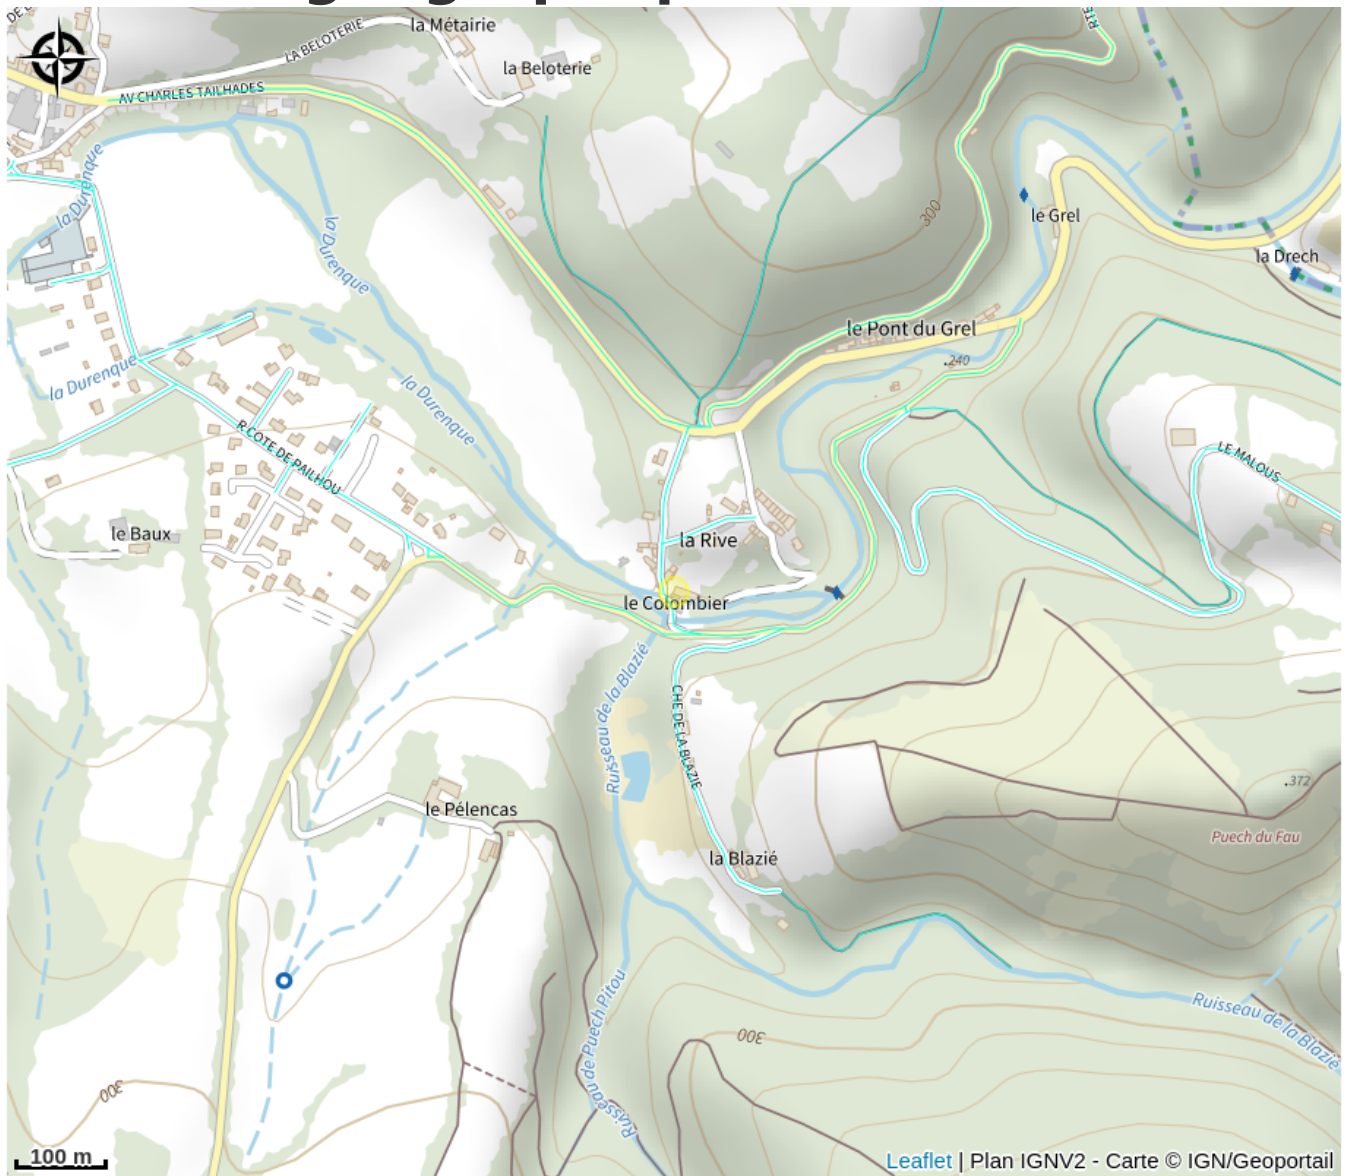 la Métairie
LA BELOTERIE
la Beloterie
AV CHARLES TAILHADES
RTE
la Durenque
la Durenque
300
le Grel
la Drech
le Pont du Grel
.240
la Durenque
la Durenque
R COTE DE PAILHOU
LE MALOUS
le Baux
la Rive
le Colombier
Ruisseau de la Blazié
CHE DE LA BLAZIE
.372
le Pélencas
Puech du Fau
la Blazié
Ruisseau de Puech Pitou
Ruisseau de la Blazié
300
300
Ruisseau
100 m
Leaflet | Plan IGNV2 - Carte © IGN/Geoportail